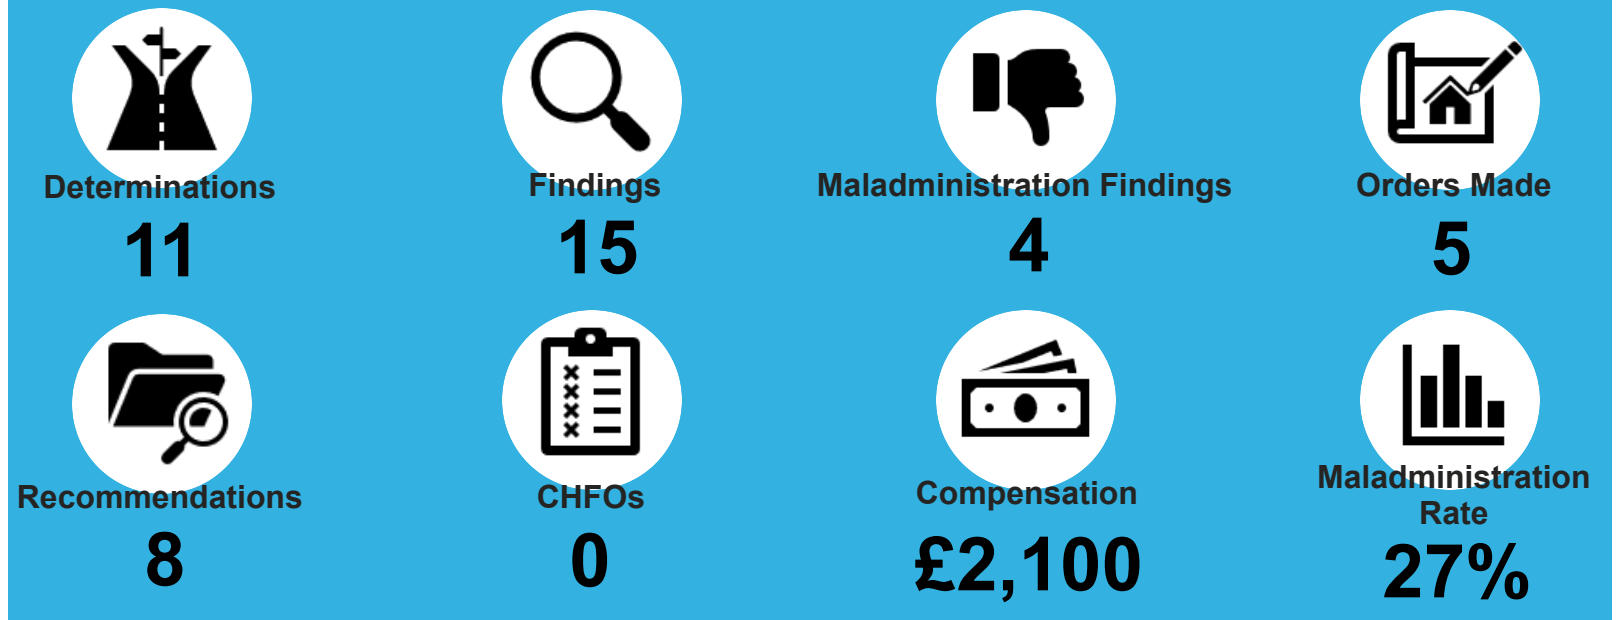 Determinations
11
Findings
15
Maladministration Findings
4
Orders Made
5
Recommendations
8
CHFOs
0
Compensation
£2,100
Maladministration
Rate
27%